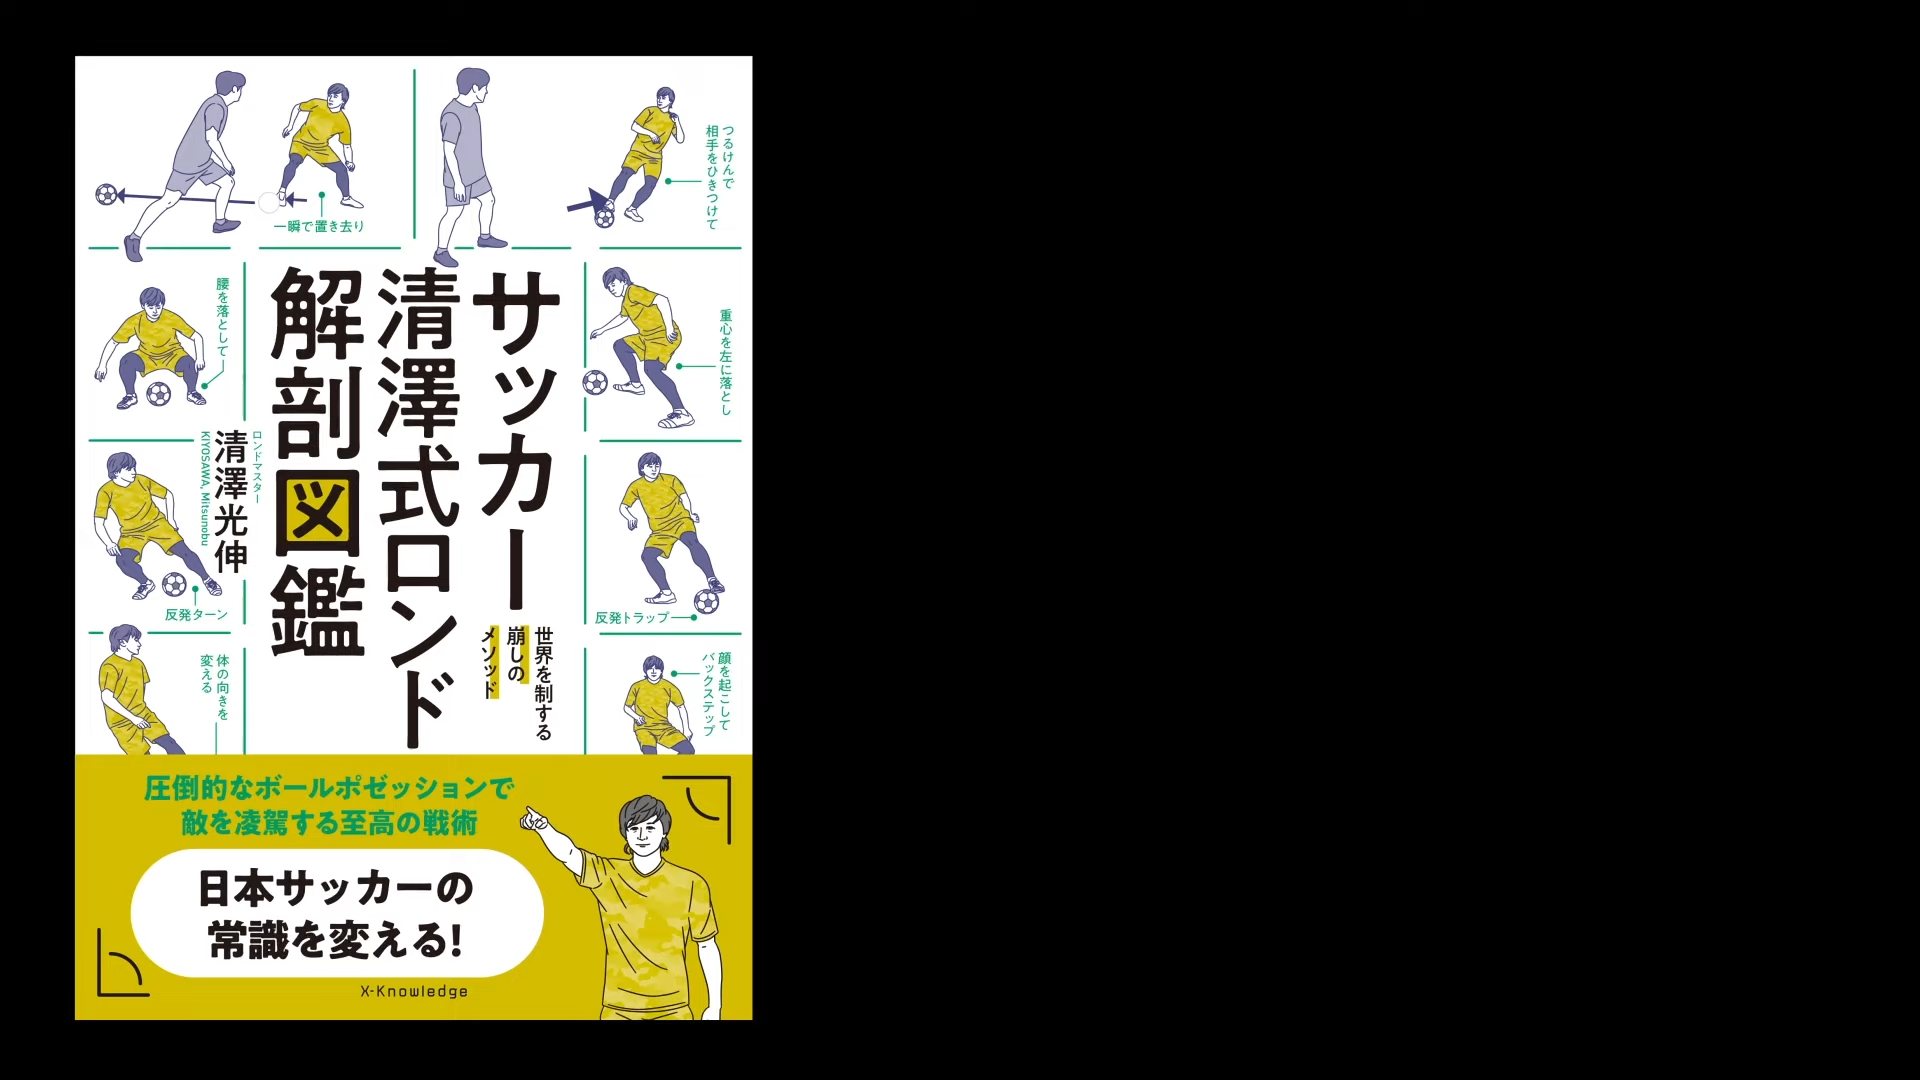 一瞬で置き去り
つるけんで
相手をひきつけて
腰を落として
重心を左に落とし
サッカー
清澤式ロンド
解剖図鑑
世界を制する
崩しの
メソッド
ロンドマスター
清澤光伸
KIYOSAWA, Mitsunobu
反発ターン
反発トラップ
体の向きを
変える
顔を起こして
バックステップ
圧倒的なボールポゼッションで
敵を凌駕する至高の戦術
日本サッカーの
常識を変える!
X-Knowledge